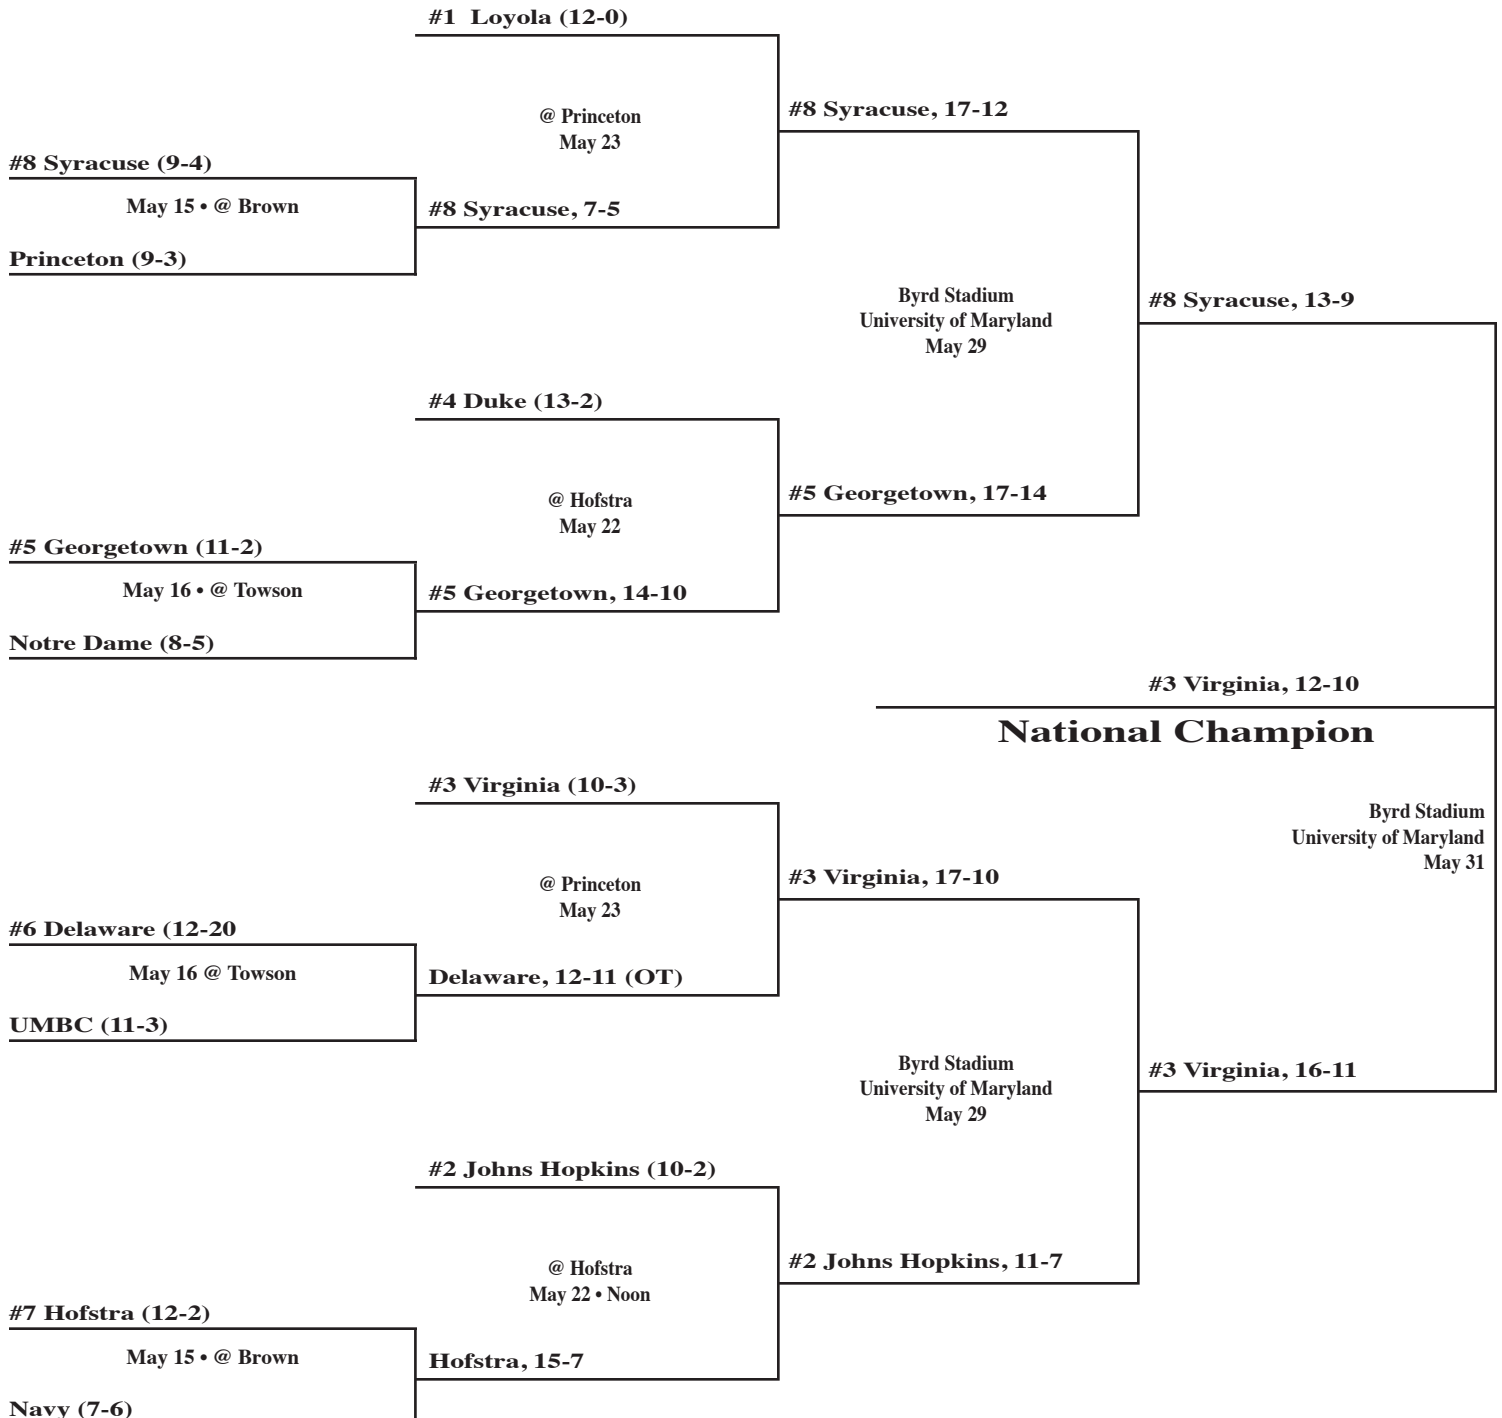 #1 Loyola (12-0)
@ Princeton
May 23
#8 Syracuse, 17-12
#8 Syracuse (9-4)
May 15 • @ Brown
#8 Syracuse, 7-5
Princeton (9-3)
Byrd Stadium
University of Maryland
May 29
#8 Syracuse, 13-9
#4 Duke (13-2)
@ Hofstra
May 22
#5 Georgetown, 17-14
#5 Georgetown (11-2)
May 16 • @ Towson
#5 Georgetown, 14-10
Notre Dame (8-5)
#3 Virginia, 12-10
National Champion
#3 Virginia (10-3)
Byrd Stadium
University of Maryland
May 31
@ Princeton
May 23
#3 Virginia, 17-10
#6 Delaware (12-20
May 16 @ Towson
Delaware, 12-11 (OT)
UMBC (11-3)
Byrd Stadium
University of Maryland
May 29
#3 Virginia, 16-11
#2 Johns Hopkins (10-2)
@ Hofstra
May 22 • Noon
#2 Johns Hopkins, 11-7
#7 Hofstra (12-2)
May 15 • @ Brown
Hofstra, 15-7
Navy (7-6)